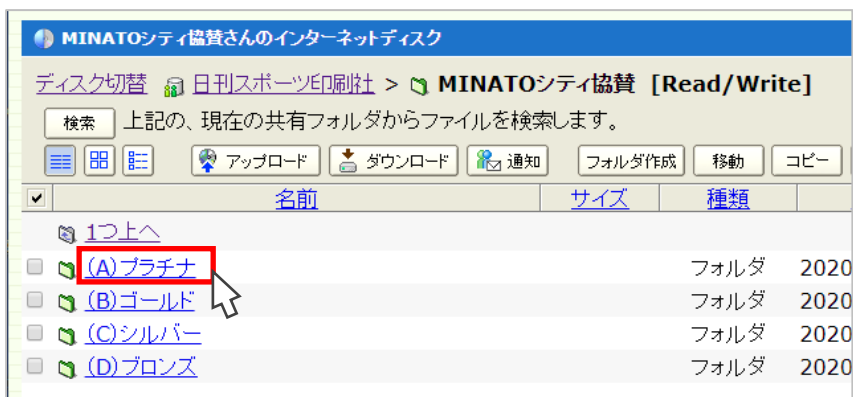 MINATOシティ協賛さんのインターネットディスク
ディスク切替 日刊スポーツ印刷社 > MINATOシティ協賛 [Read/Write]
検索 上記の、現在の共有フォルダからファイルを検索します。
アップロード ダウンロード 通知 フォルダ作成 移動 コピー
名前 サイズ 種類
1つ上へ
(A)プラチナ フォルダ 2020
(B)ゴールド フォルダ 2020
(C)シルバー フォルダ 2020
(D)ブロンズ フォルダ 2020